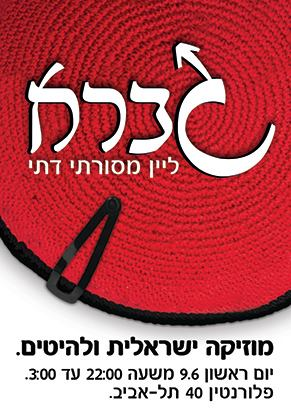 גברא
ליין מסורתי דתי
מוזיקה ישראלית ולהיטים.
יום ראשון 9.6 משעה 22:00 עד 3:00.
פלורנטין 40 תל-אביב.